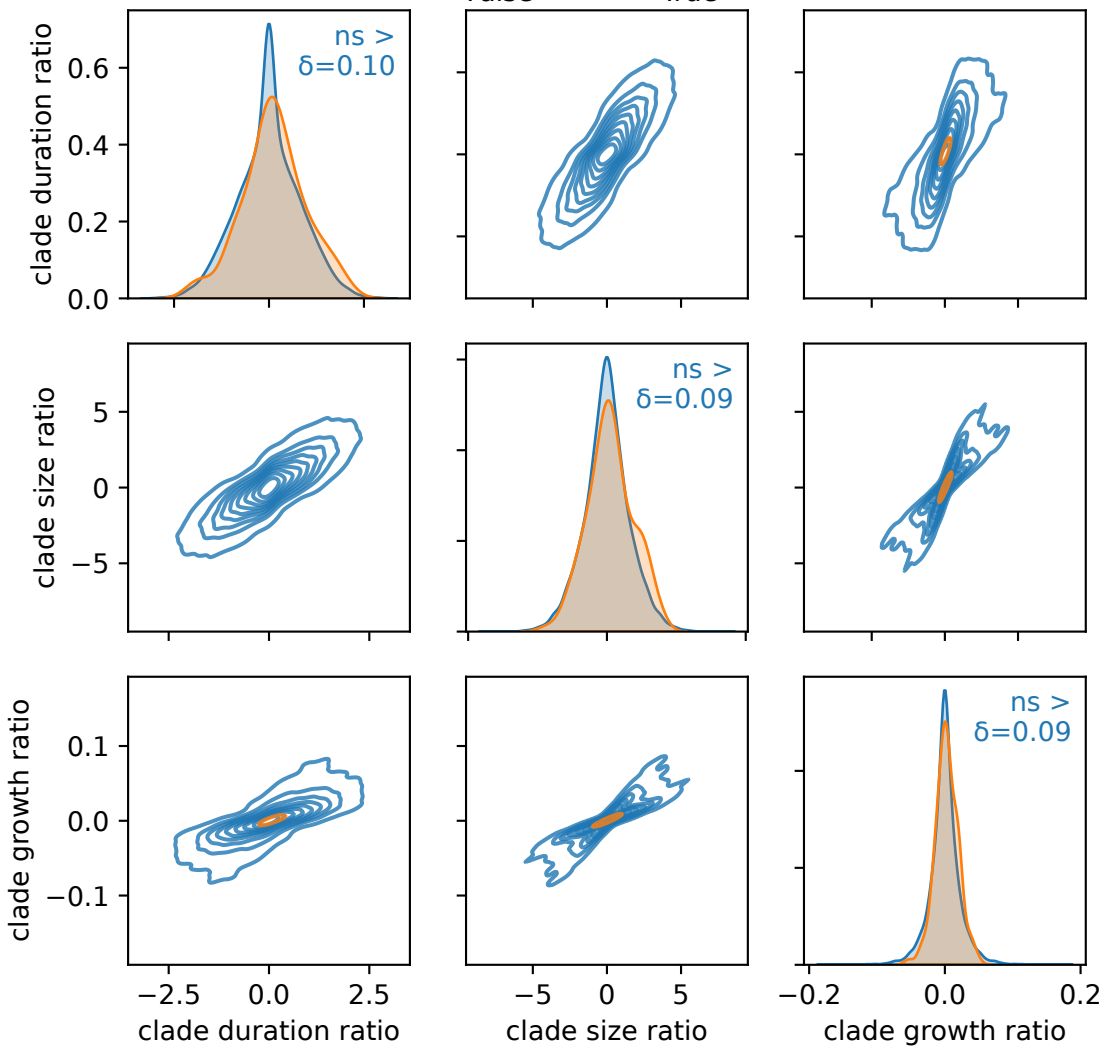 clade duration ratio
0.6
0.4
0.2
0.0
ns >
δ=0.10
clade size ratio
5
0
−5
ns >
δ=0.09
clade growth ratio
0.1
0.0
−0.1
ns >
δ=0.09
−2.5 0.0 2.5
clade duration ratio
−5 0 5
clade size ratio
−0.2 0.0 0.2
clade growth ratio